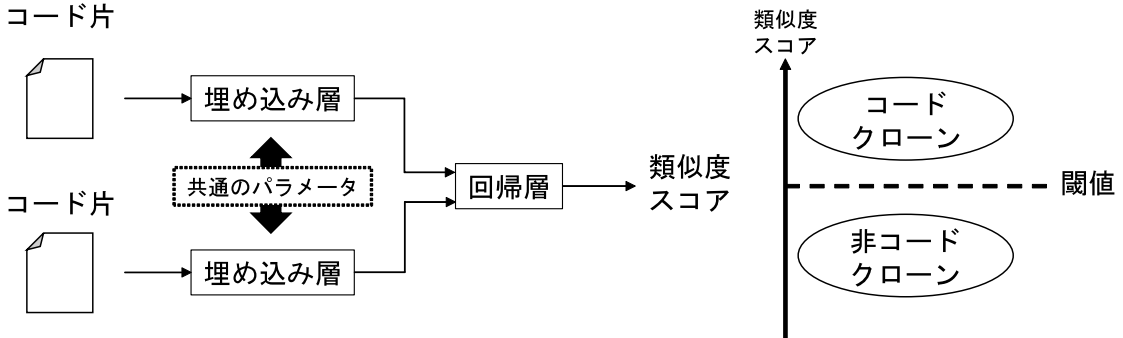 コード片
埋め込み層
共通のパラメータ
コード片
埋め込み層
回帰層
類似度
スコア
類似度
スコア
コード
クローン
閾値
非コード
クローン